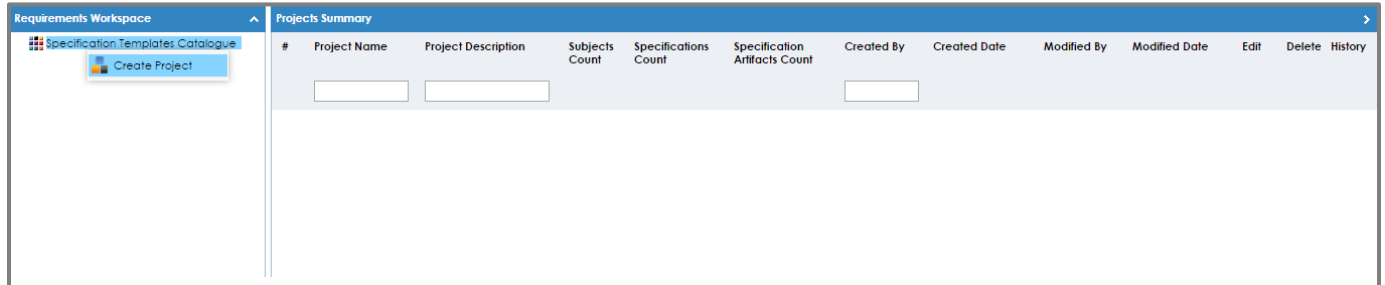 Requirements Workspace
Specification Templates Catalogue
Create Project
Projects Summary
# Project Name Project Description Subjects Count Specifications Count Specification Artifacts Count Created By Created Date Modified By Modified Date Edit Delete History